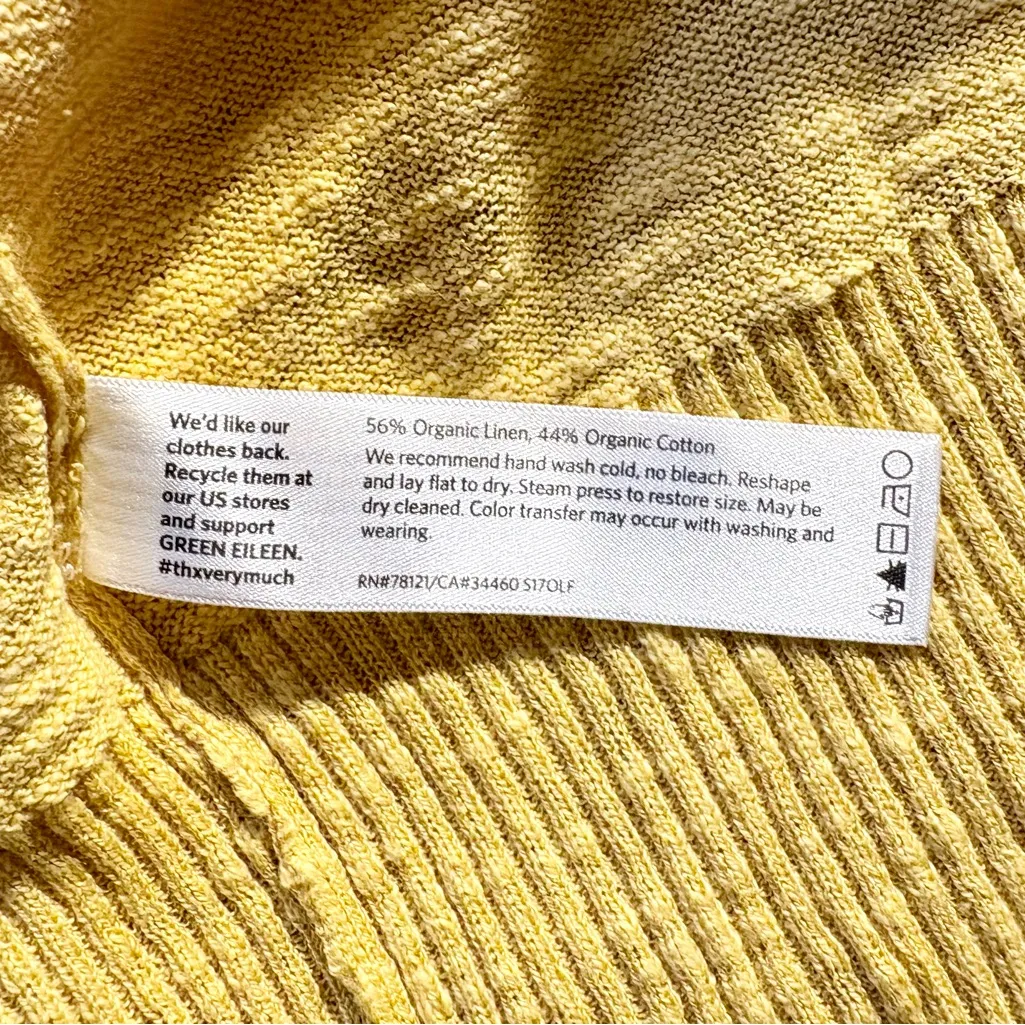 We'd like our
clothes back.
Recycle them at
our US stores
and support
GREEN EILEEN.
#thxverymuch
56% Organic Linen, 44% Organic Cotton
We recommend hand wash cold, no bleach. Reshape
and lay flat to dry. Steam press to restore size. May be
dry cleaned. Color transfer may occur with washing and
wearing.
RN#78121/CA#34460 S17OLF